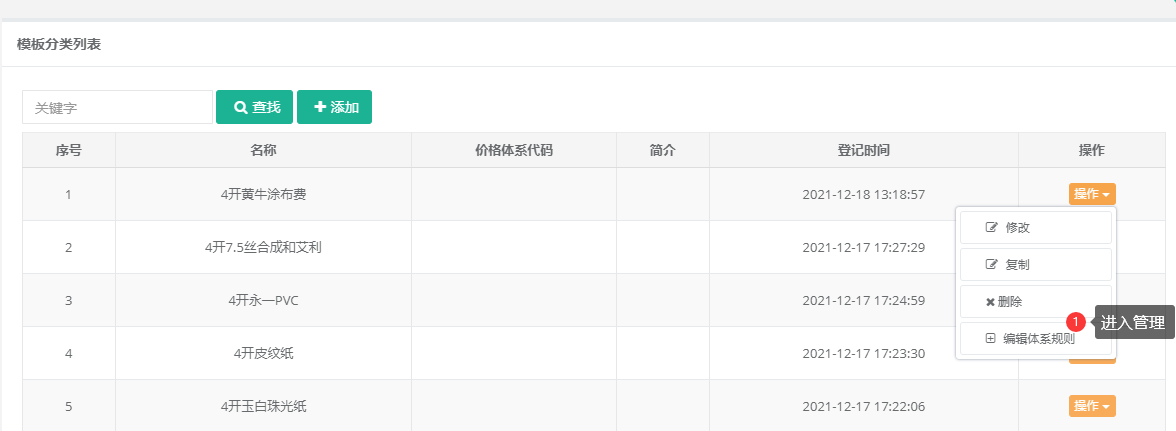 模板分类列表
关键字 查找 添加
序号 名称 价格体系代码 简介 登记时间 操作
1 4开黄牛涂布费 2021-12-18 13:18:57 操作
修改
2 4开7.5丝合成和艾利 2021-12-17 17:27:29
复制
3 4开永一PVC 2021-12-17 17:24:59 删除
1 进入管理
编辑体系规则
4 4开皮纹纸 2021-12-17 17:23:30
5 4开玉白珠光纸 2021-12-17 17:22:06 操作